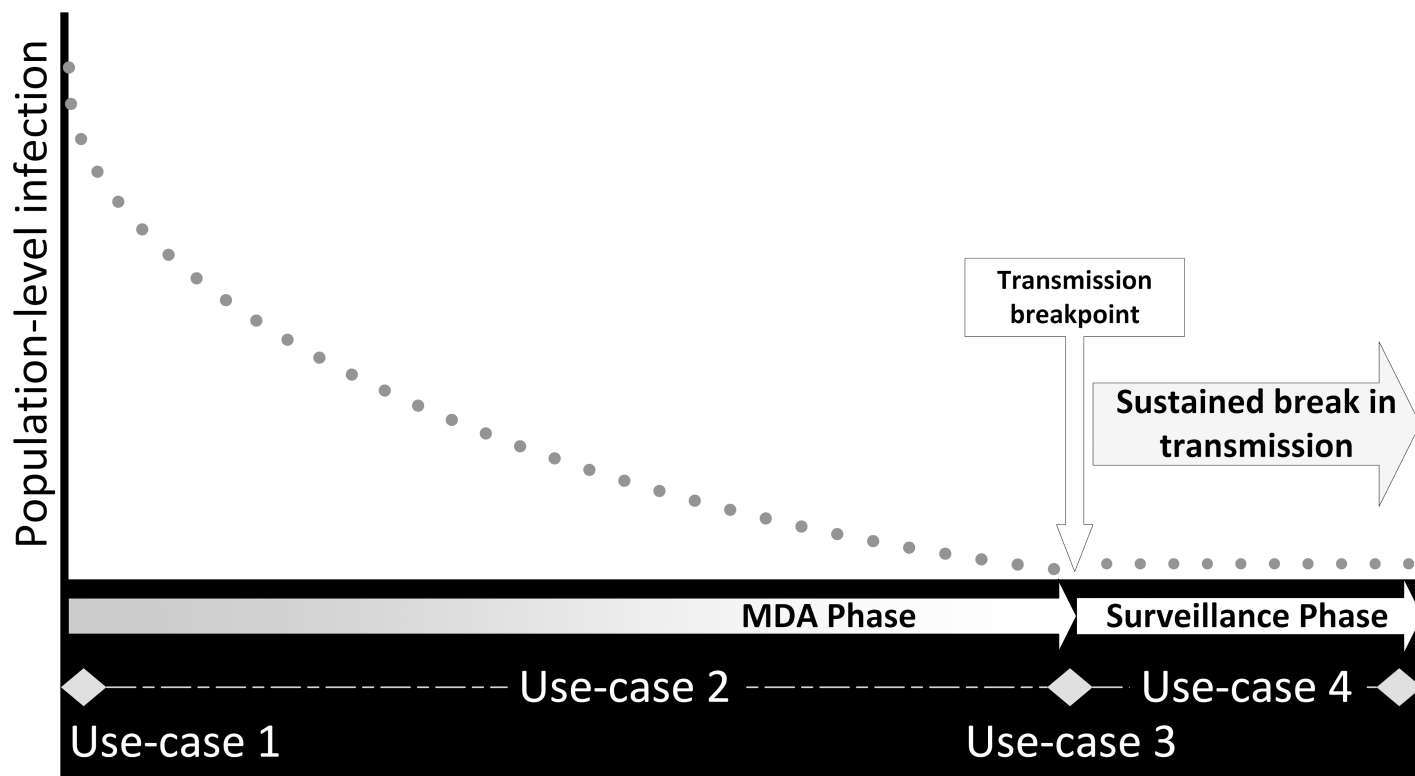 Population-level infection
Transmission
breakpoint
Sustained break in
transmission
MDA Phase
Surveillance Phase
Use-case 2
Use-case 4
Use-case 1
Use-case 3